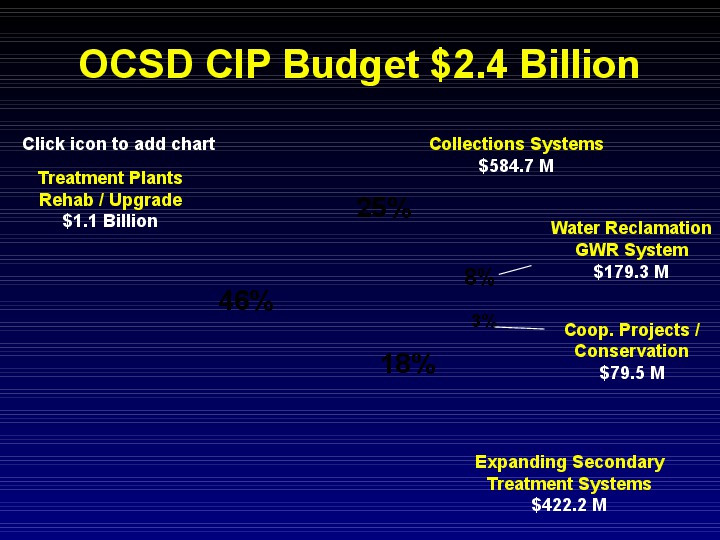 OCSD CIP Budget $2.4 Billion
Click icon to add chart
Treatment Plants
Rehab / Upgrade
$1.1 Billion
Collections Systems
$584.7 M
25%
Water Reclamation
GWR System
$179.3 M
8%
46%
3%
Coop. Projects /
Conservation
$79.5 M
18%
Expanding Secondary
Treatment Systems
$422.2 M